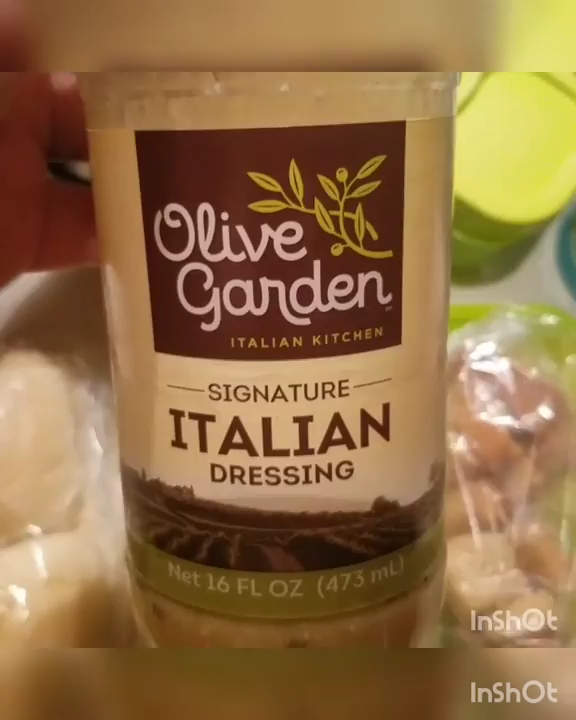 Olive
Garden
ITALIAN KITCHEN
SIGNATURE
ITALIAN
DRESSING
Net 16 FL OZ (473 mL)
InShOt
InShOt